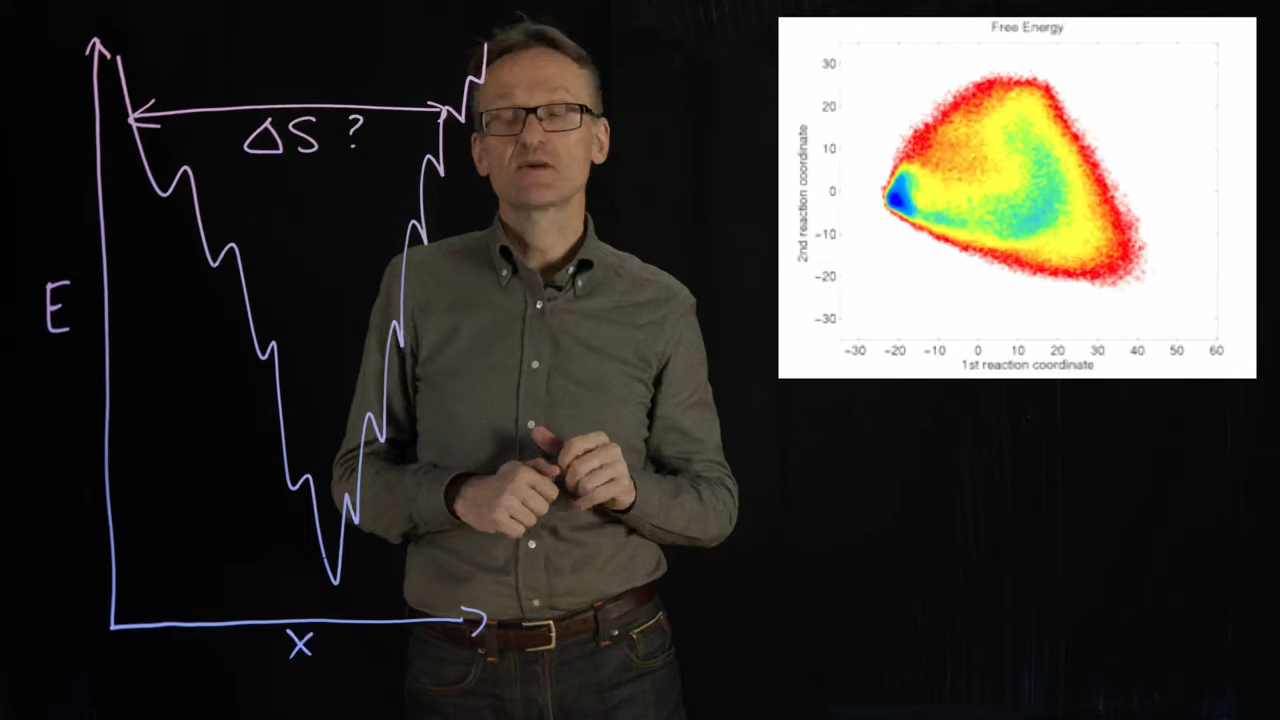 ΔS ?
E
x
Free Energy
2nd reaction coordinate
30
20
10
0
−10
−20
−30
−30 −20 −10 0 10 20 30 40 50 60
1st reaction coordinate